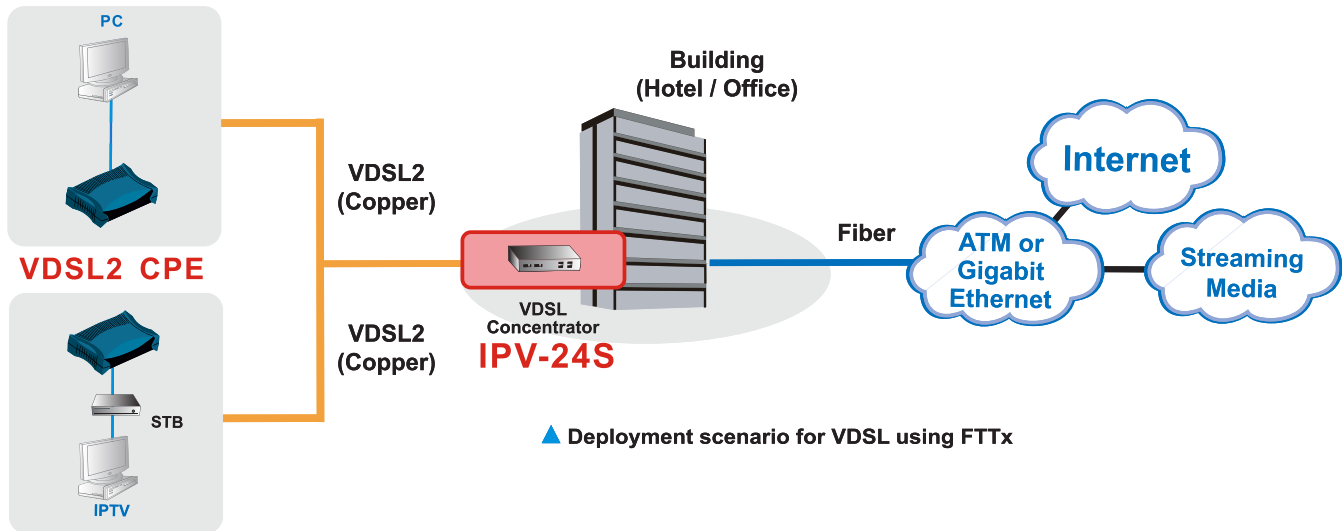 PC
VDSL2 CPE
STB
IPTV
VDSL2
(Copper)
VDSL2
(Copper)
Building
(Hotel / Office)
VDSL
Concentrator
IPV-24S
Fiber
Internet
ATM or
Gigabit
Ethernet
Streaming
Media
Deployment scenario for VDSL using FTTx